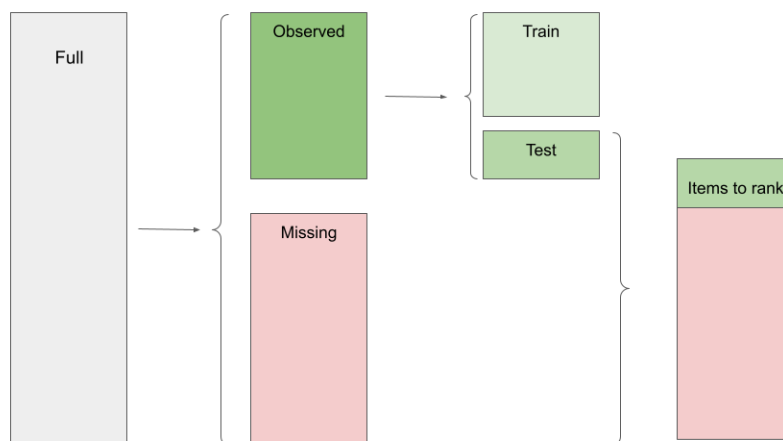 Full
Observed
Train
Test
Items to rank
Missing